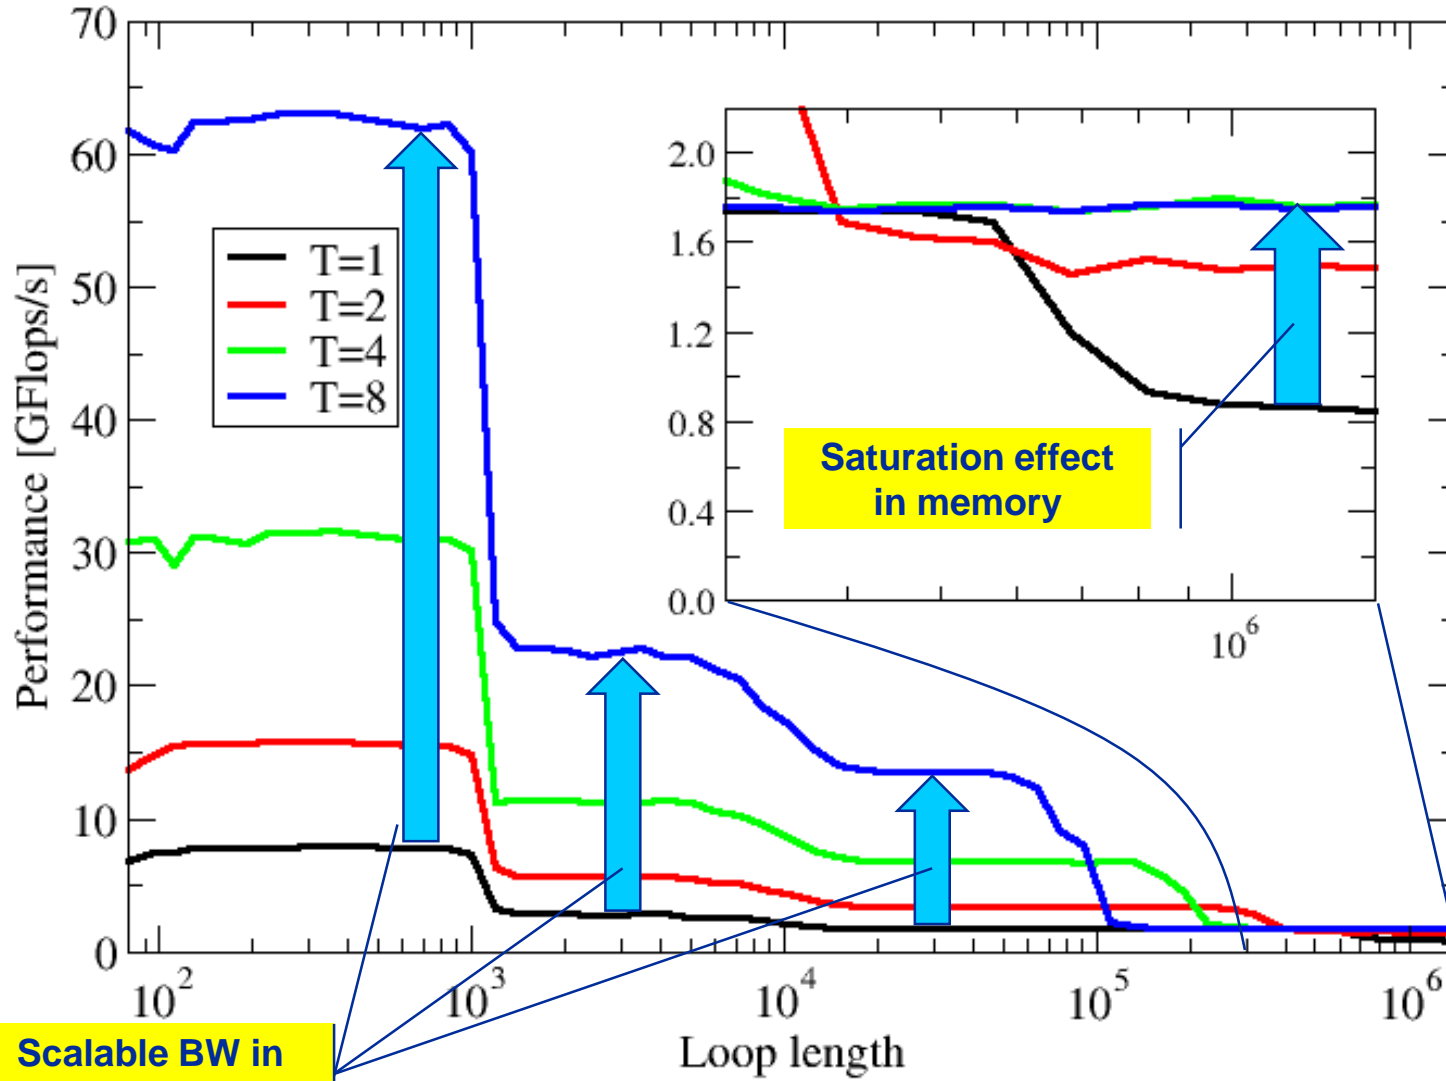 70
60
50
40
30
20
10
0
Performance [GFlops/s]
T=1
T=2
T=4
T=8
2.0
1.6
1.2
0.8
0.4
0.0
10^6
Saturation effect
in memory
10^2
10^3
10^4
10^5
10^6
Loop length
Scalable BW in